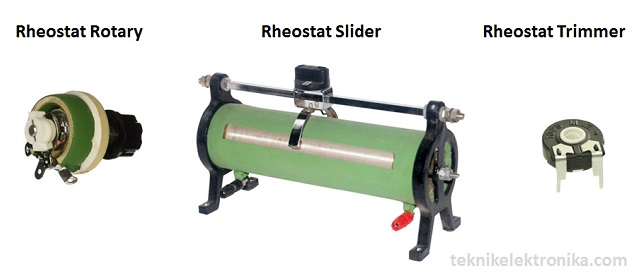 Rheostat Rotary
Rheostat Slider
Rheostat Trimmer
teknikelektronika.com